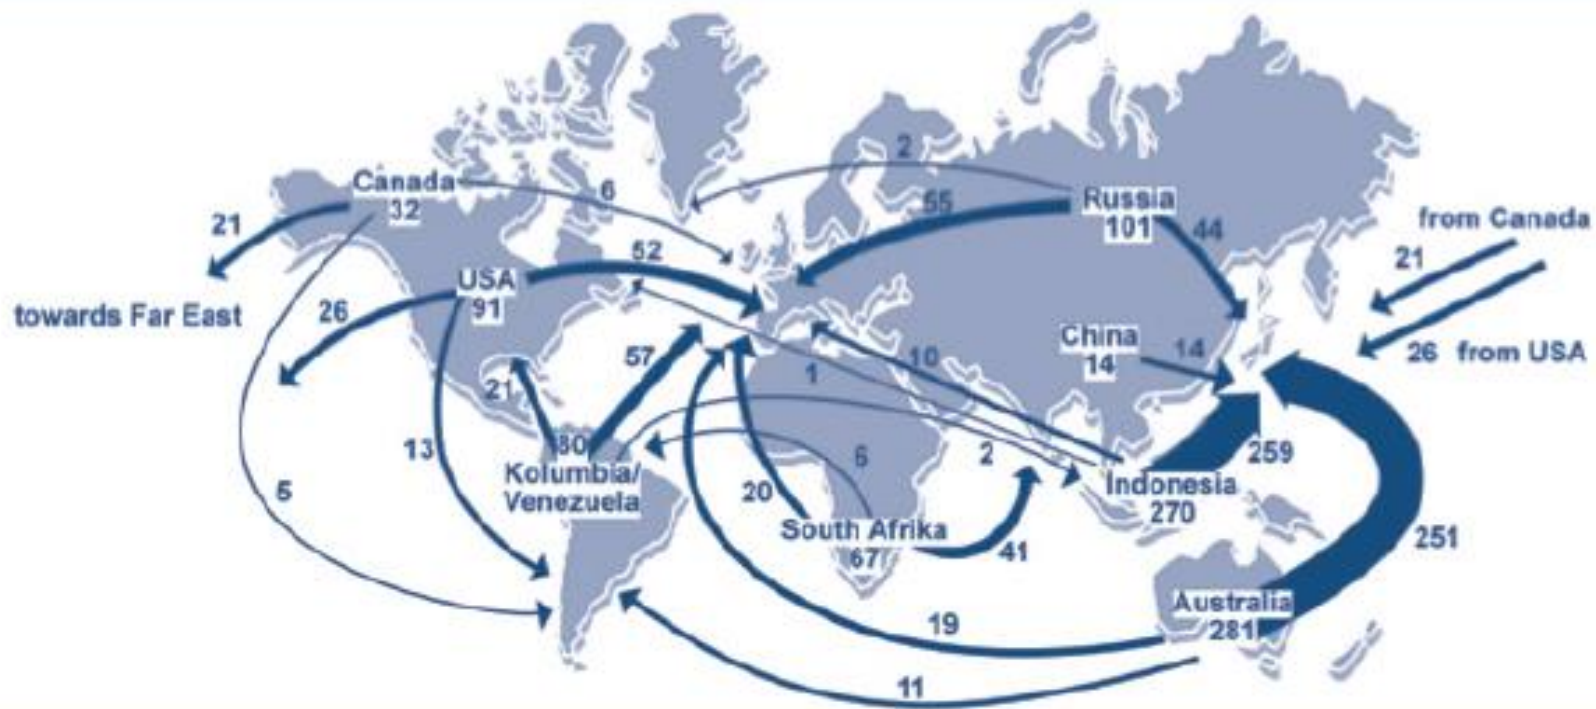 2
Canada
32
6
21
55
Russia
101
44
from Canada
21
52
USA
91
26
towards Far East
57
1
10
China
14
14
26 from USA
21
13
80
Kolumbia/
Venezuela
6
2
259
5
20
Indonesia
270
South Afrika
67
41
251
Australia
281
19
11